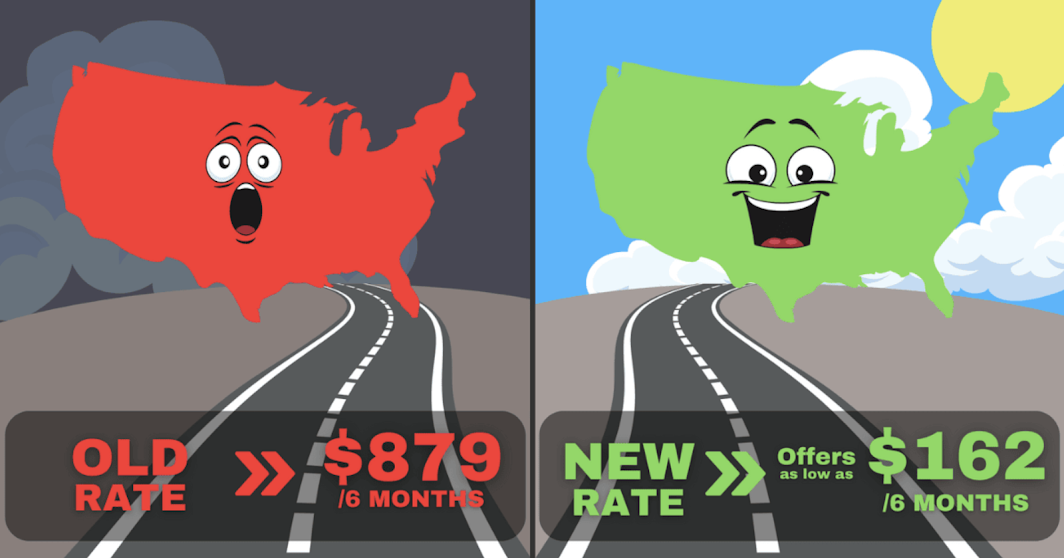 OLD
RATE
$879
/6 MONTHS
NEW
RATE
Offers
as low as
$162
/6 MONTHS